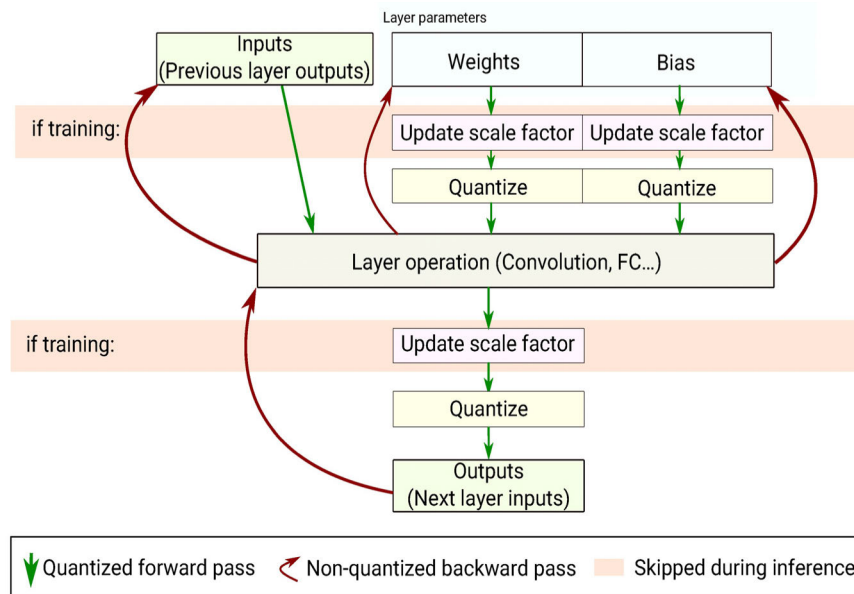 Layer parameters
Inputs
(Previous layer outputs)
Weights
Bias
if training:
Update scale factor
Update scale factor
Quantize
Quantize
Layer operation (Convolution, FC...)
if training:
Update scale factor
Quantize
Outputs
(Next layer inputs)
Quantized forward pass
Non-quantized backward pass
Skipped during inference